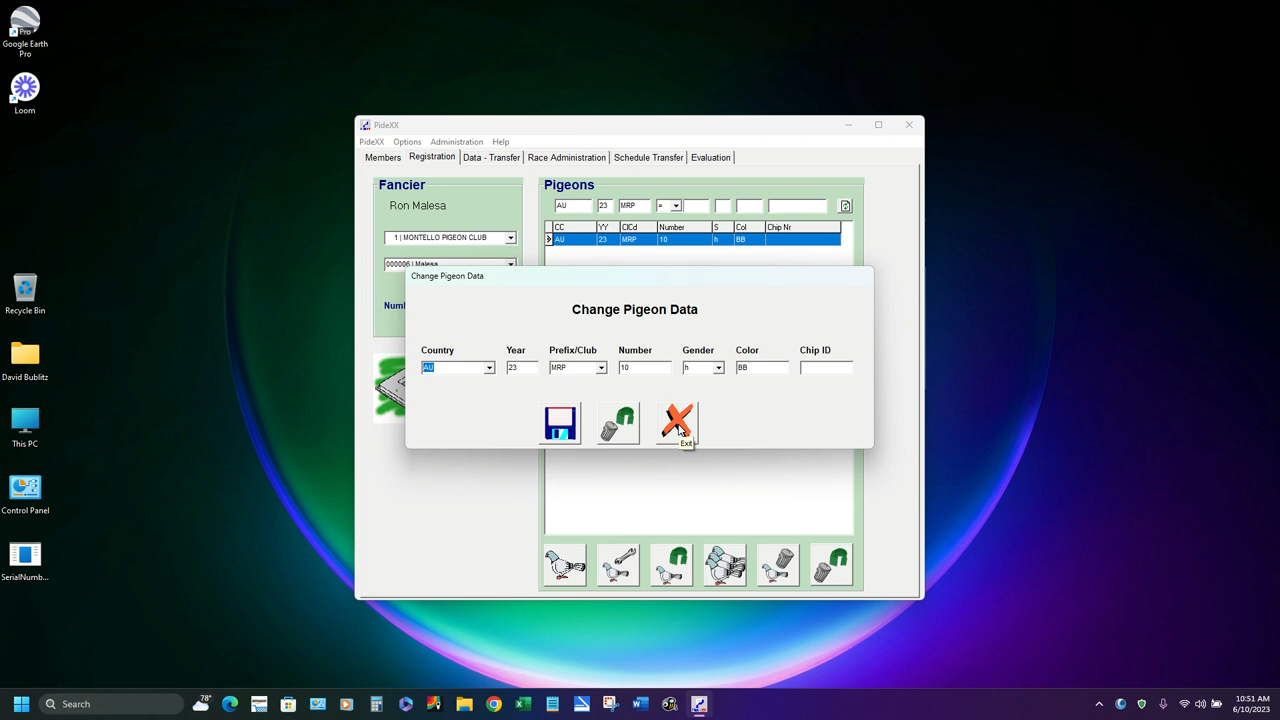 Google Earth
Pro
Loom
Recycle Bin
David Bublitz
This PC
Control Panel
SerialNumb...
PideXX
PideXX Options Administration Help
Members Registration Data - Transfer Race Administration Schedule Transfer Evaluation
Fancier
Ron Malesa
1 | MONTELLO PIGEON CLUB
000006 | Malesa
Pigeons
AU 23 MRP =
CC YY ClCd Number S Col Chip Nr
AU 23 MRP 10 h BB
Change Pigeon Data
Change Pigeon Data
Country Year Prefix/Club Number Gender Color Chip ID
AU 23 MRP 10 h BB
Exit
Search
78°
10:51 AM
6/10/2023